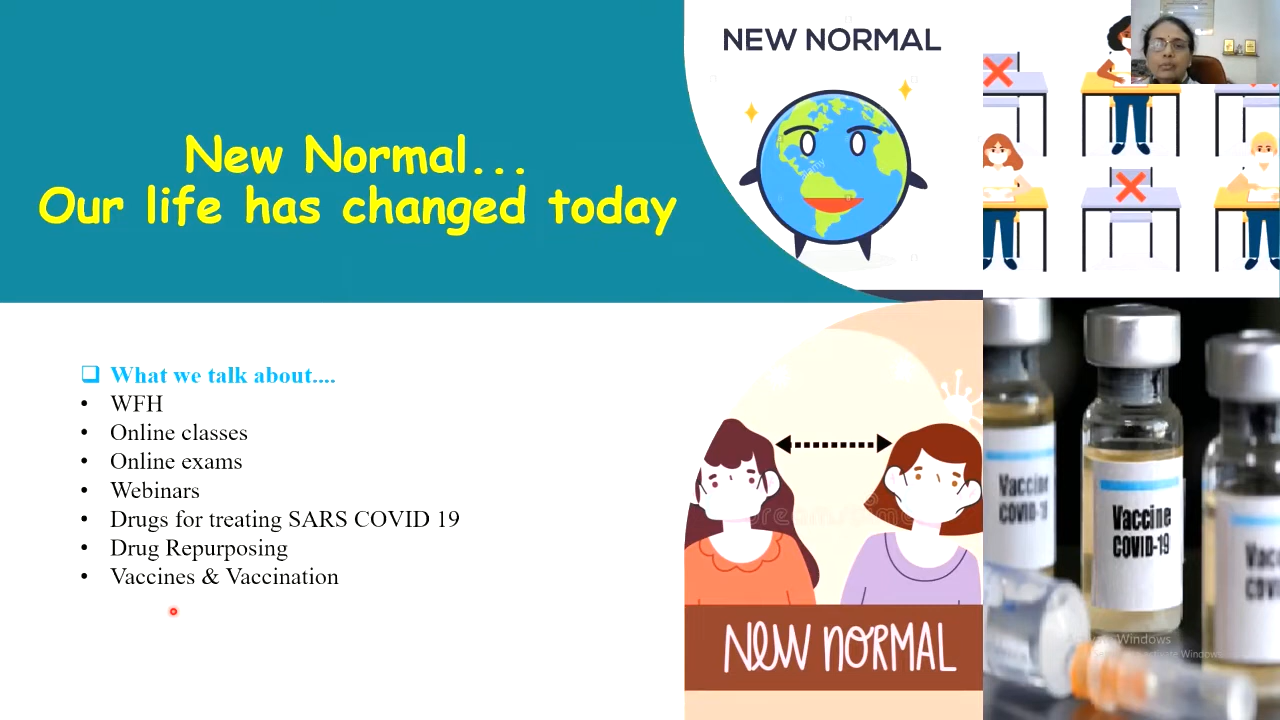 New Normal...
Our life has changed today
NEW NORMAL
What we talk about....
WFH
Online classes
Online exams
Webinars
Drugs for treating SARS COVID 19
Drug Repurposing
Vaccines & Vaccination
NEW NORMAL
Vaccine
COVID-19
Vaccine
COVID-19